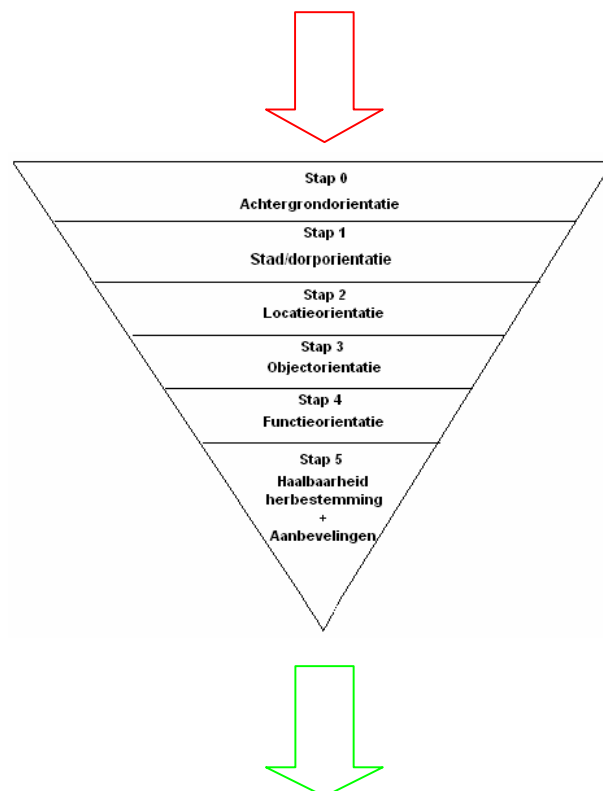 Stap 0
Achtergrondorientatie
Stap 1
Stad/dorporientatie
Stap 2
Locatieorientatie
Stap 3
Objectorientatie
Stap 4
Functieorientatie
Stap 5
Haalbaarheid
herbestemming
+
Aanbevelingen